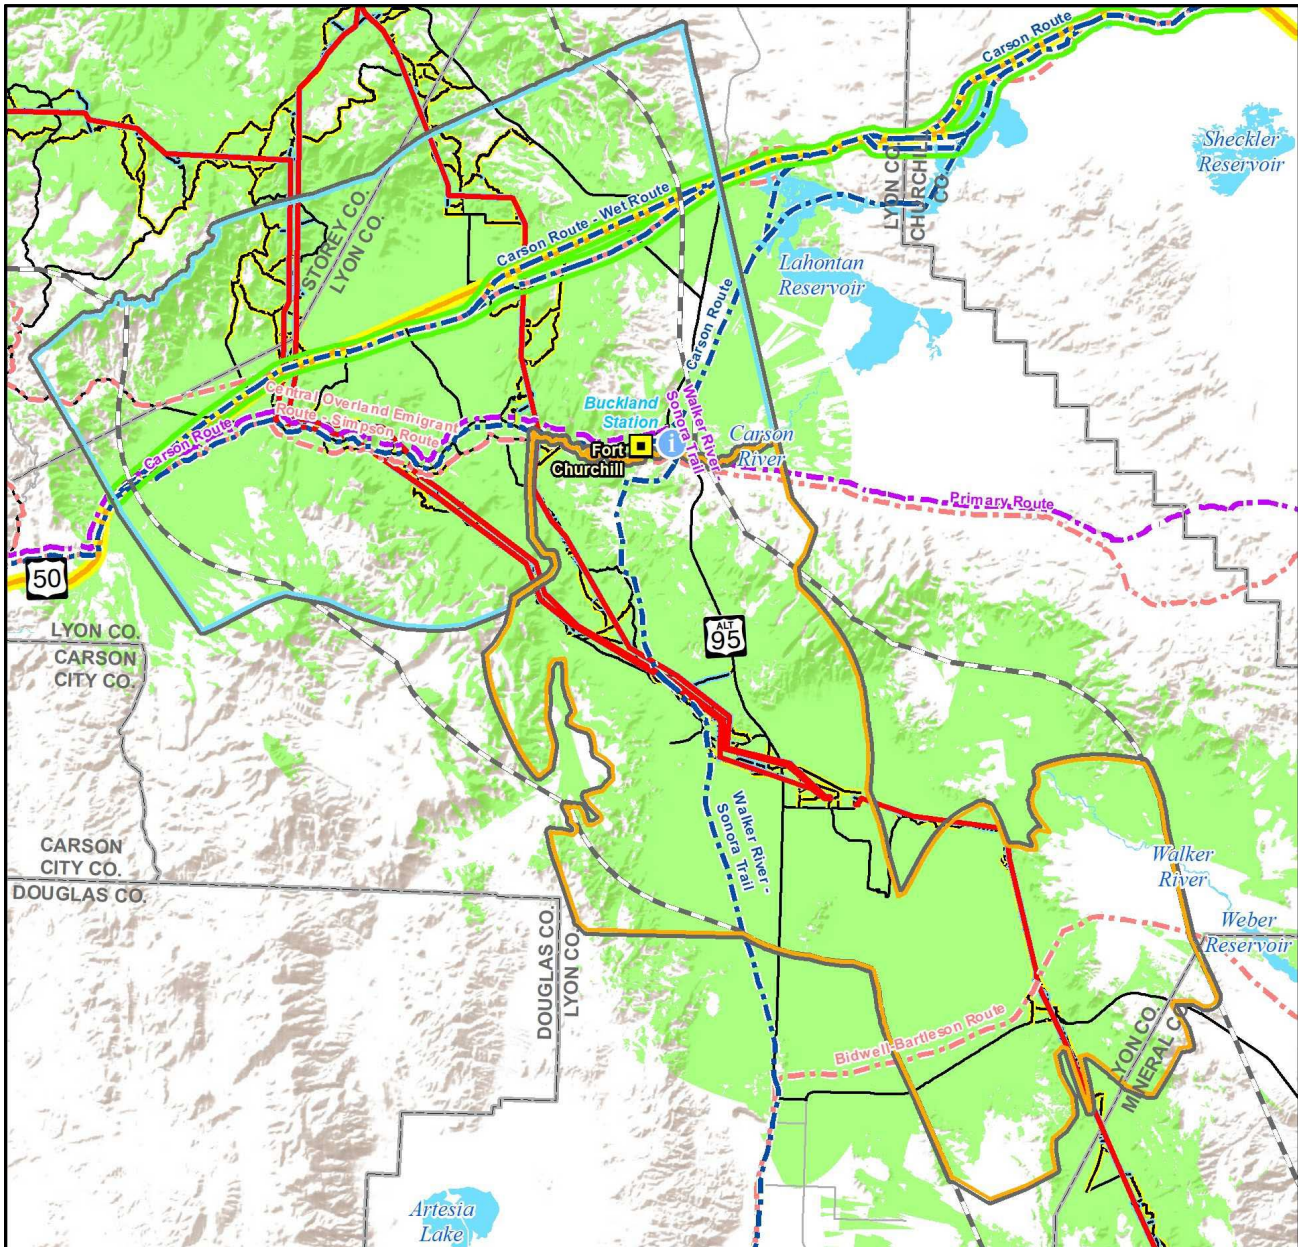 Carson Route
Sheckler
Reservoir
LYON CO.
CHURCHILL
CO.
STOREY CO.
LYON CO.
Carson Route - Wet Route
Lahontan
Reservoir
Carson Route
Central Overland Emigrant
Route - Simpson Route
Carson Route
Buckland
Station
Fort
Churchill
i
Walker River -
Sonora Trail
Carson
River
Primary Route
50
ALT
95
LYON CO.
CARSON
CITY CO.
Walker River -
Sonora Trail
CARSON
CITY CO.
DOUGLAS CO.
Walker
River
Weber
Reservoir
DOUGLAS CO.
LYON CO.
Bidwell-Bartleson Route
LYON CO.
MINERAL CO.
Artesia
Lake